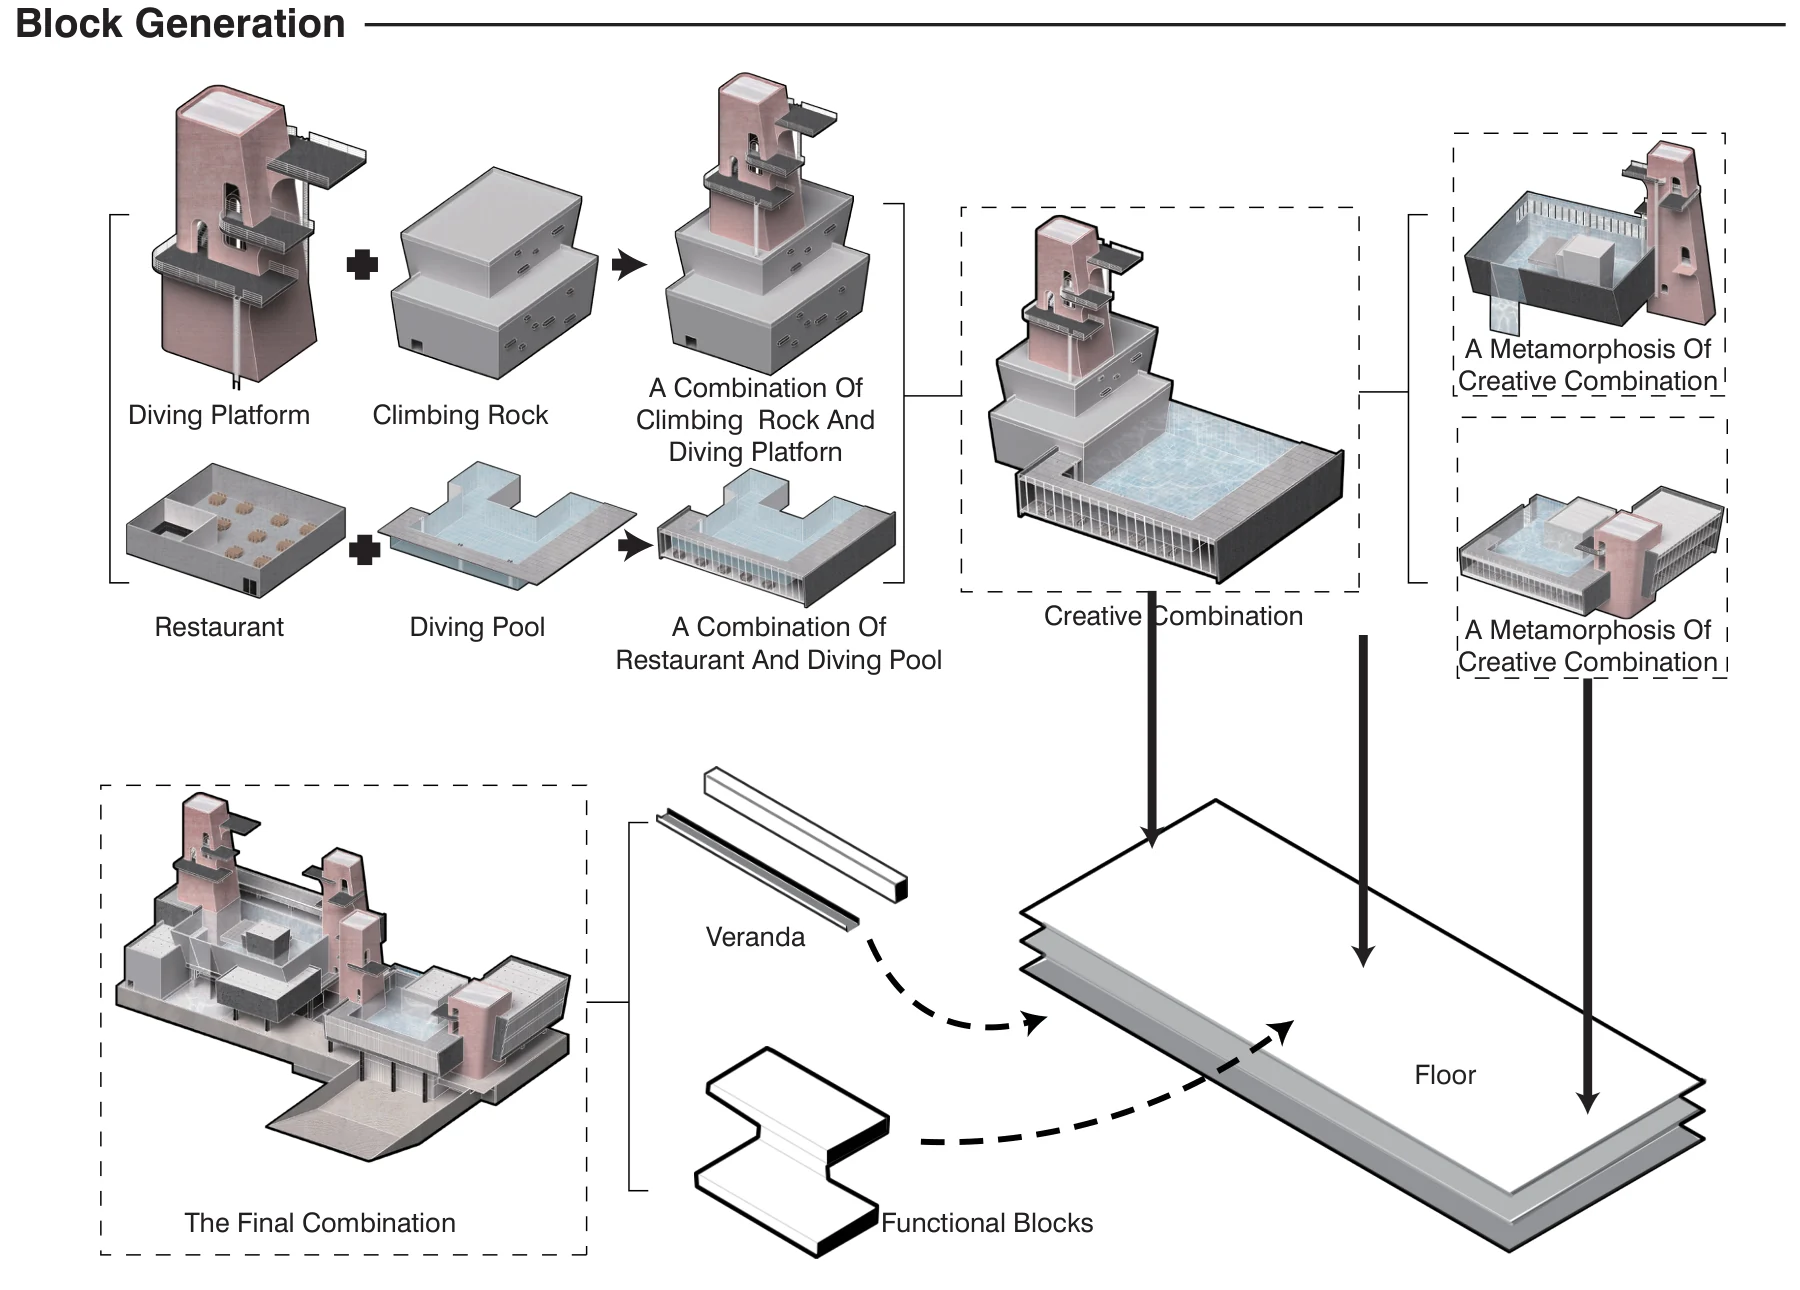 Block Generation
Diving Platform
Climbing Rock
A Combination Of
Climbing Rock And
Diving Platforn
Restaurant
Diving Pool
A Combination Of
Restaurant And Diving Pool
Creative Combination
A Metamorphosis Of
Creative Combination
A Metamorphosis Of
Creative Combination
The Final Combination
Veranda
Functional Blocks
Floor